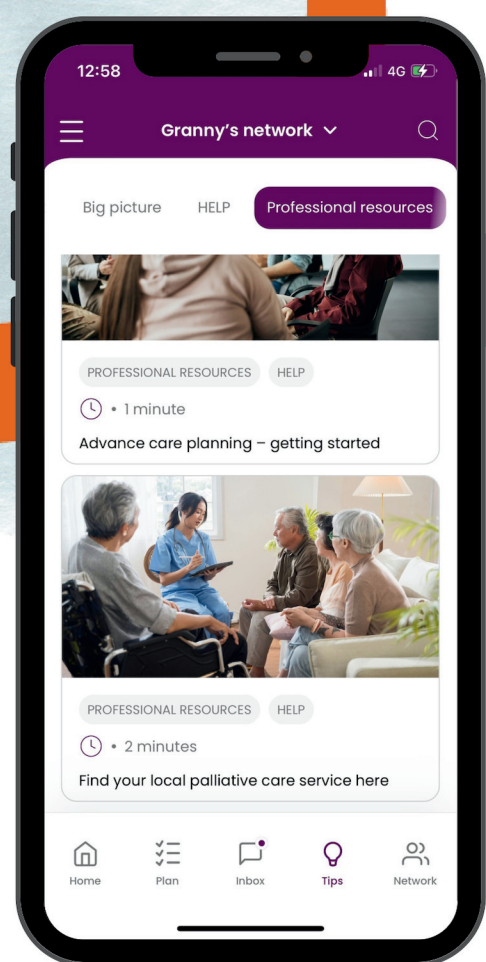 12:58
4G
Granny’s network
Big picture
HELP
Professional resources
PROFESSIONAL RESOURCES
HELP
• 1 minute
Advance care planning – getting started
PROFESSIONAL RESOURCES
HELP
• 2 minutes
Find your local palliative care service here
Home
Plan
Inbox
Tips
Network